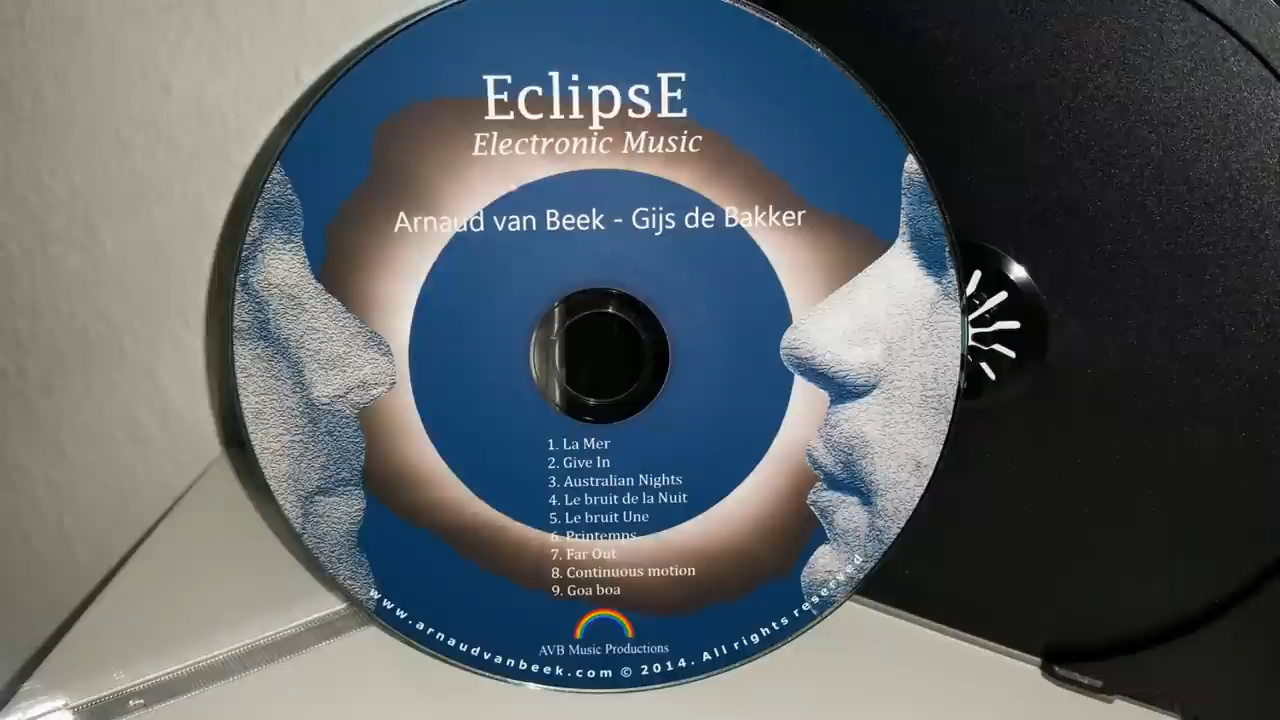 EclipsE
Electronic Music
Arnaud van Beek - Gijs de Bakker
1. La Mer
2. Give In
3. Australian Nights
4. Le bruit de la Nuit
5. Le bruit Une
6. Printemps
7. Far Out
8. Continuous motion
9. Goa boa
AVB Music Productions
www.arnaudvanbeek.com © 2014. All rights reserved